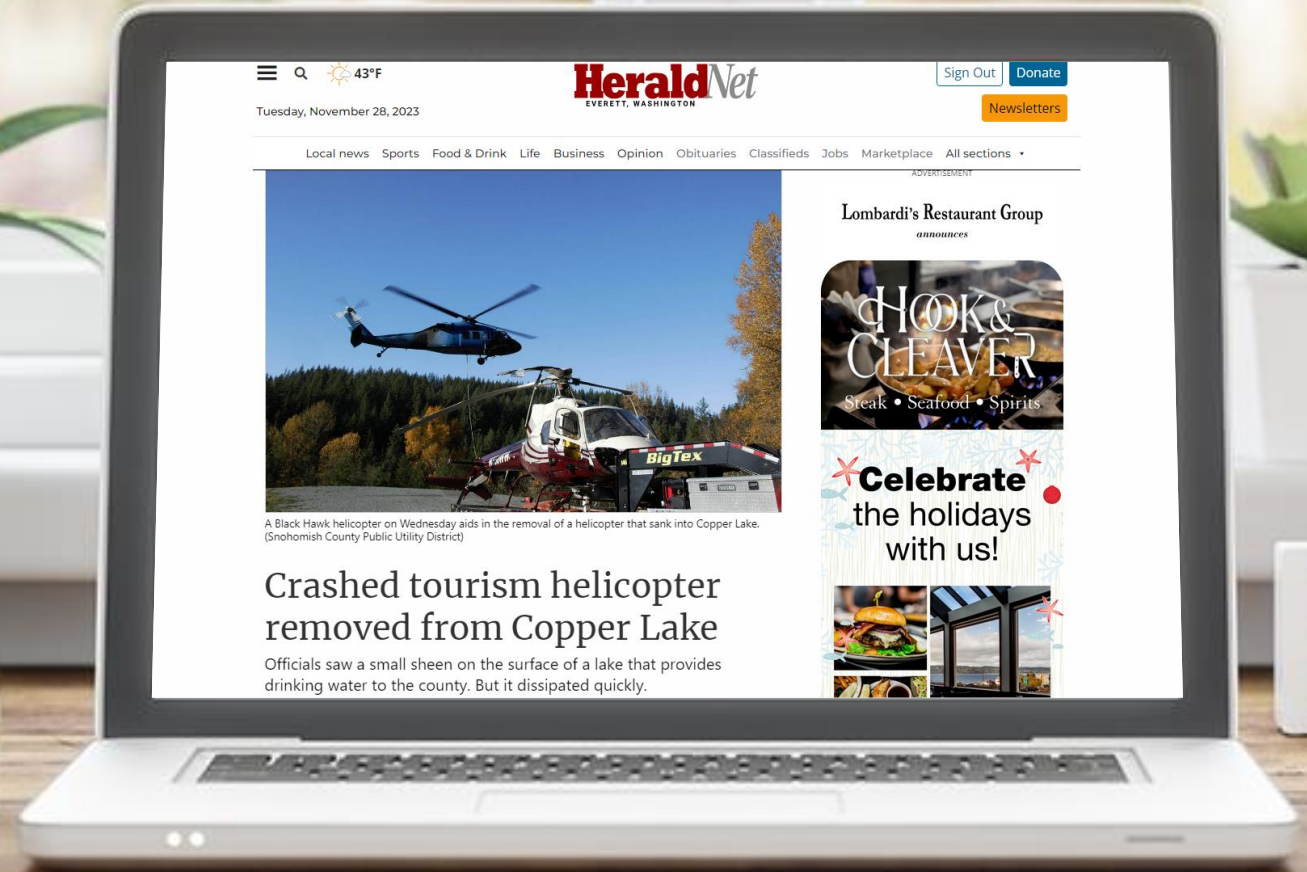 43°F
HeraldNet
EVERETT, WASHINGTON
Sign Out
Donate
Tuesday, November 28, 2023
Newsletters
Local news Sports Food & Drink Life Business Opinion Obituaries Classifieds Jobs Marketplace All sections
ADVERTISEMENT
BigTex
A Black Hawk helicopter on Wednesday aids in the removal of a helicopter that sank into Copper Lake.
(Snohomish County Public Utility District)
Crashed tourism helicopter
removed from Copper Lake
Officials saw a small sheen on the surface of a lake that provides
drinking water to the county. But it dissipated quickly.
Lombardi's Restaurant Group
announces
HOOK &
CLEAVER
Steak • Seafood • Spirits
Celebrate
the holidays
with us!